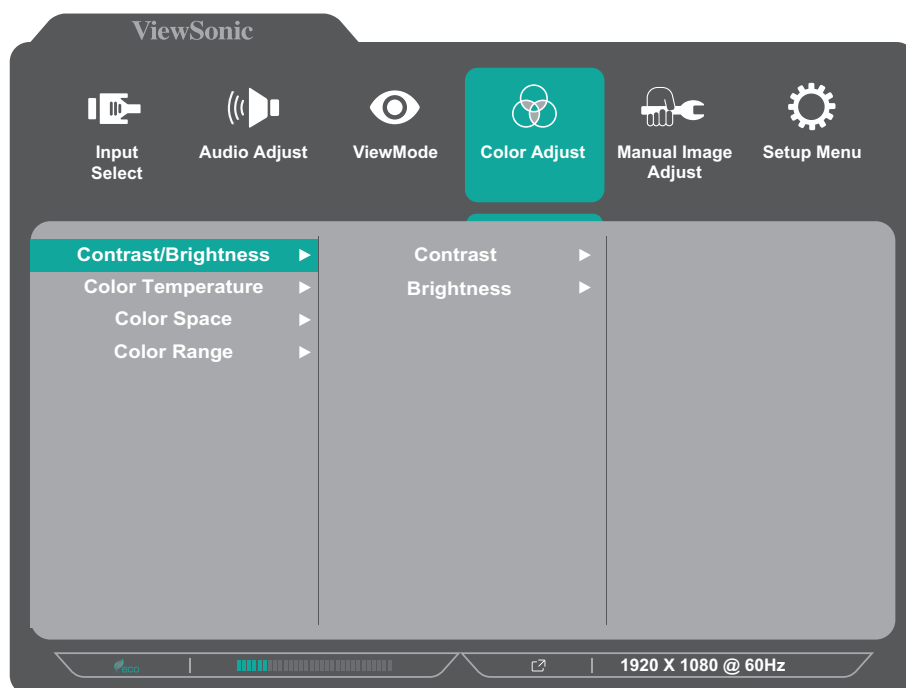 ViewSonic
Input
Select
Audio Adjust
ViewMode
Color Adjust
Manual Image
Adjust
Setup Menu
Contrast/Brightness
Contrast
Color Temperature
Brightness
Color Space
Color Range
eco
1920 X 1080 @ 60Hz